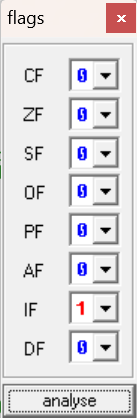 flags
CF 0
ZF 0
SF 0
OF 0
PF 0
AF 0
IF 1
DF 0
analyse